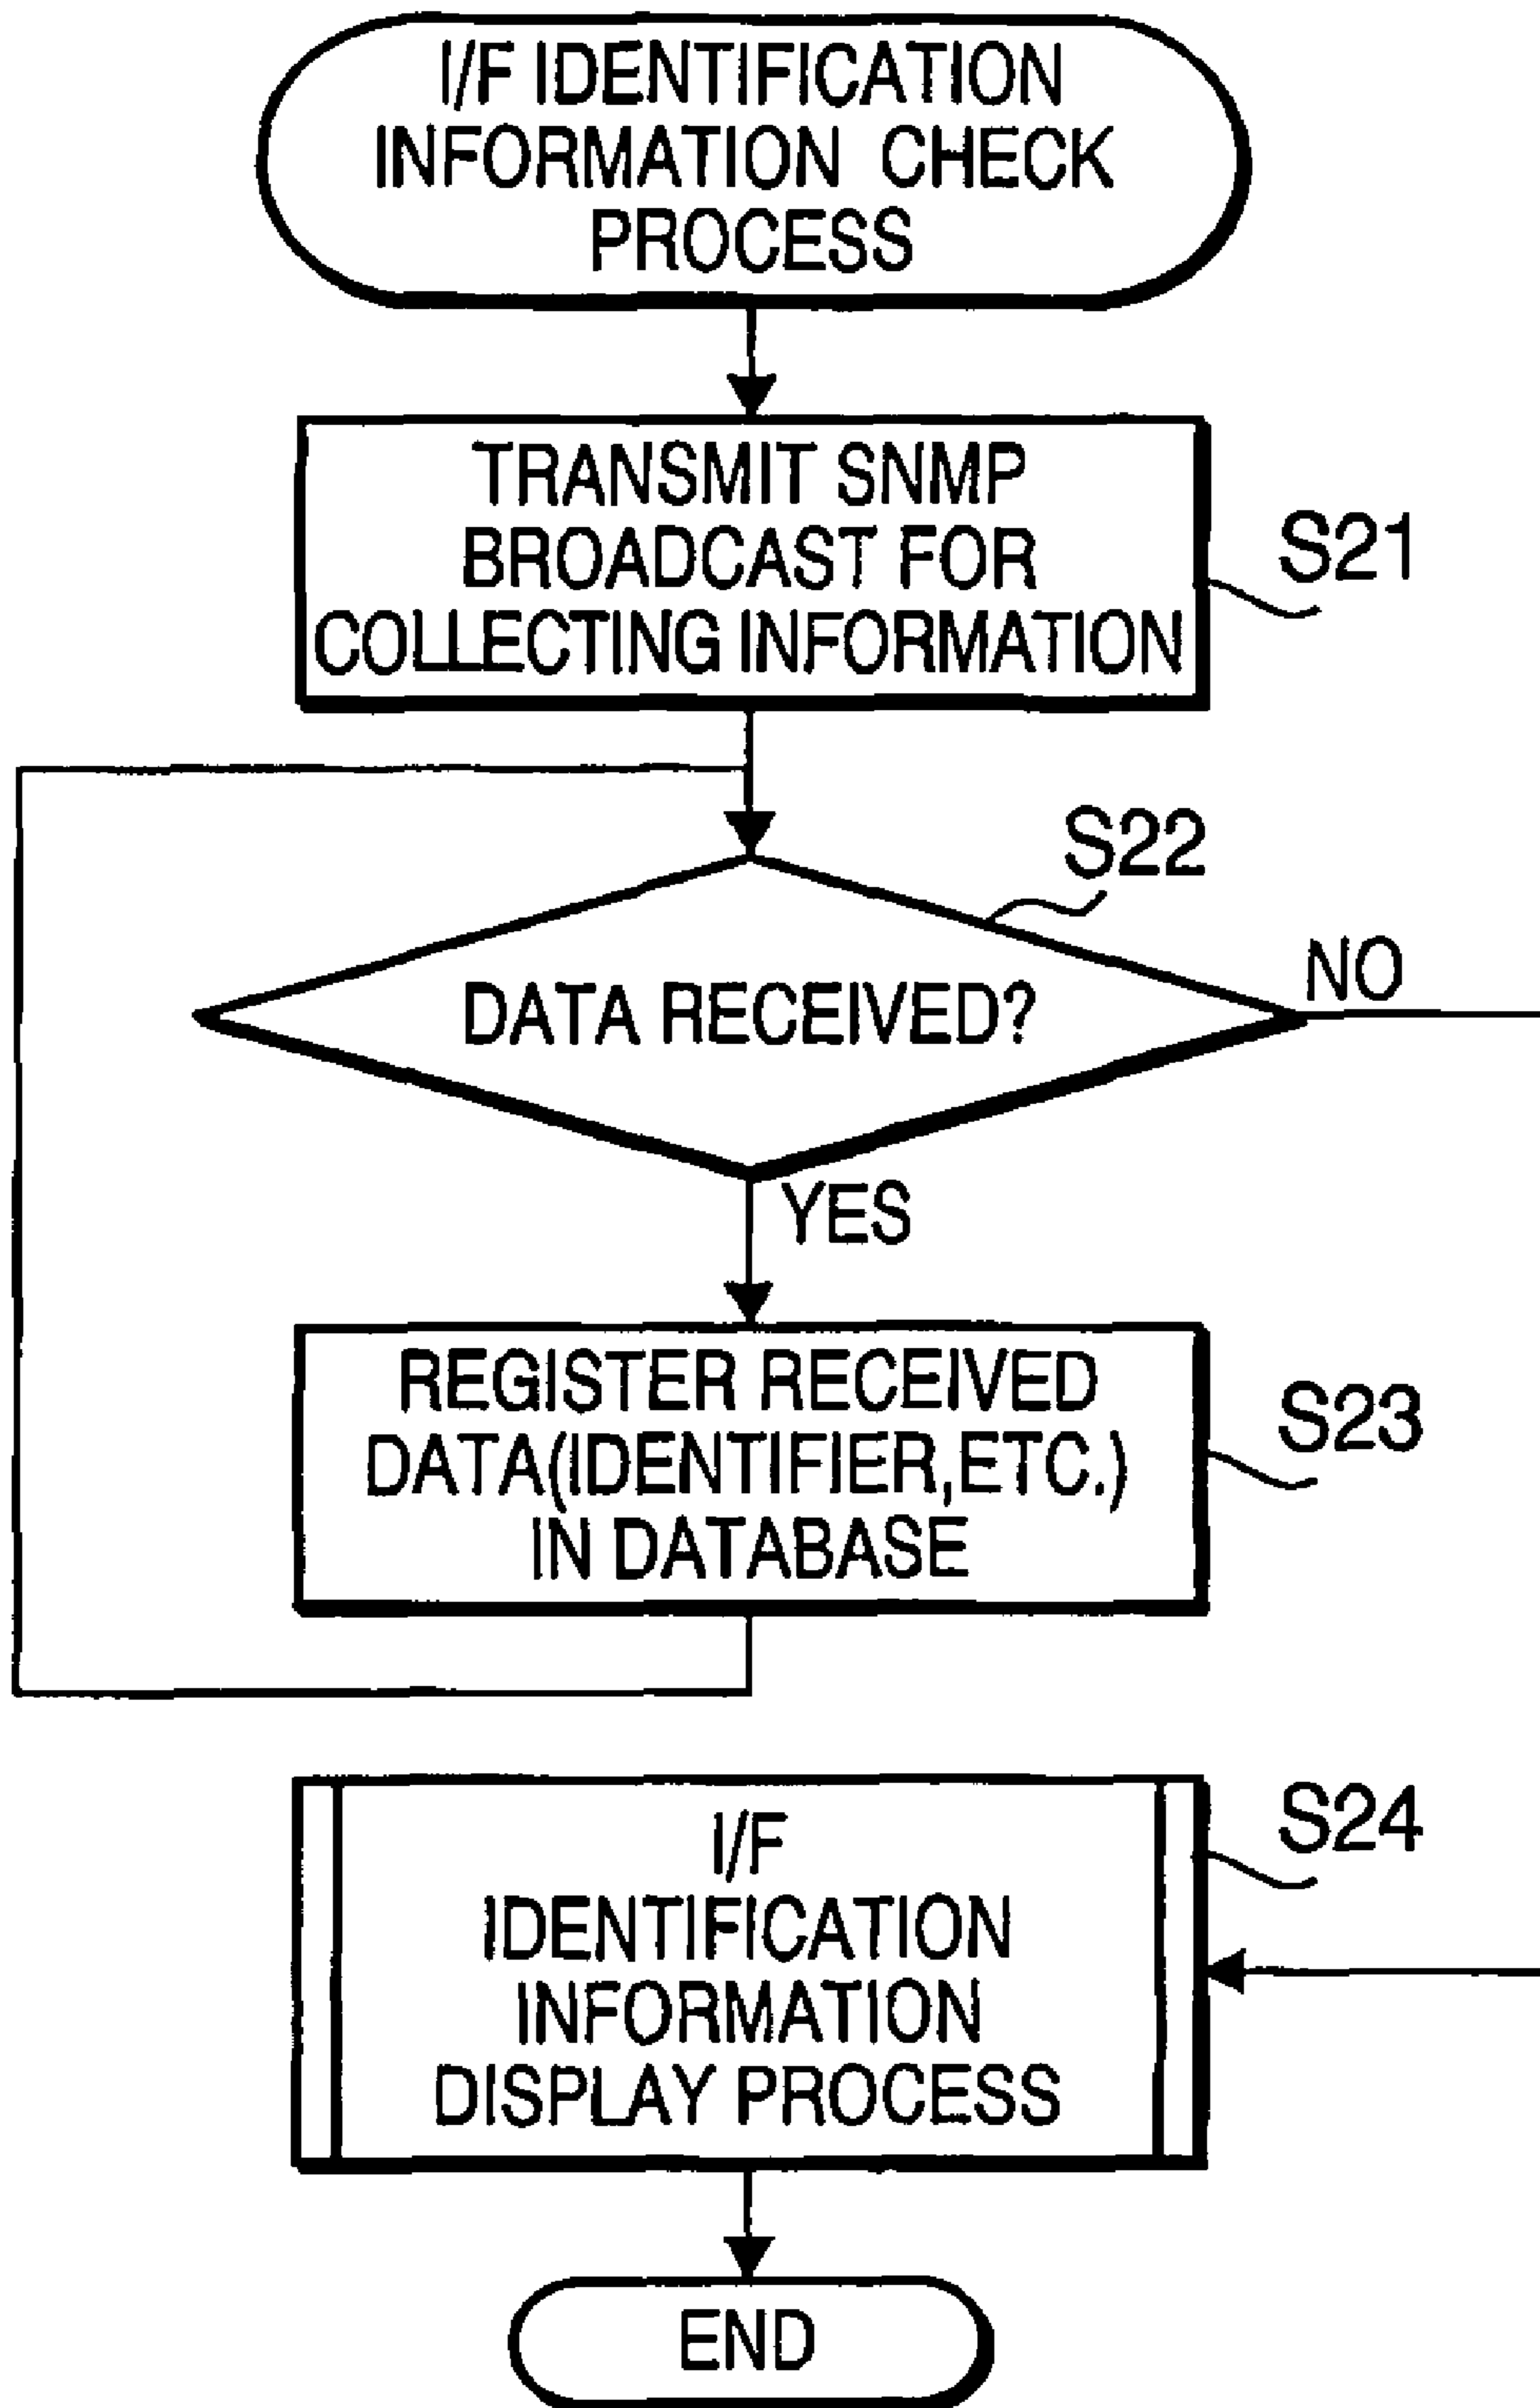 I/F IDENTIFICATION
INFORMATION CHECK
PROCESS
TRANSMIT SNMP
BROADCAST FOR
COLLECTING INFORMATION
S21
S22
DATA RECEIVED?
NO
YES
REGISTER RECEIVED
DATA(IDENTIFIER,ETC.)
IN DATABASE
S23
I/F
IDENTIFICATION
INFORMATION
DISPLAY PROCESS
S24
END